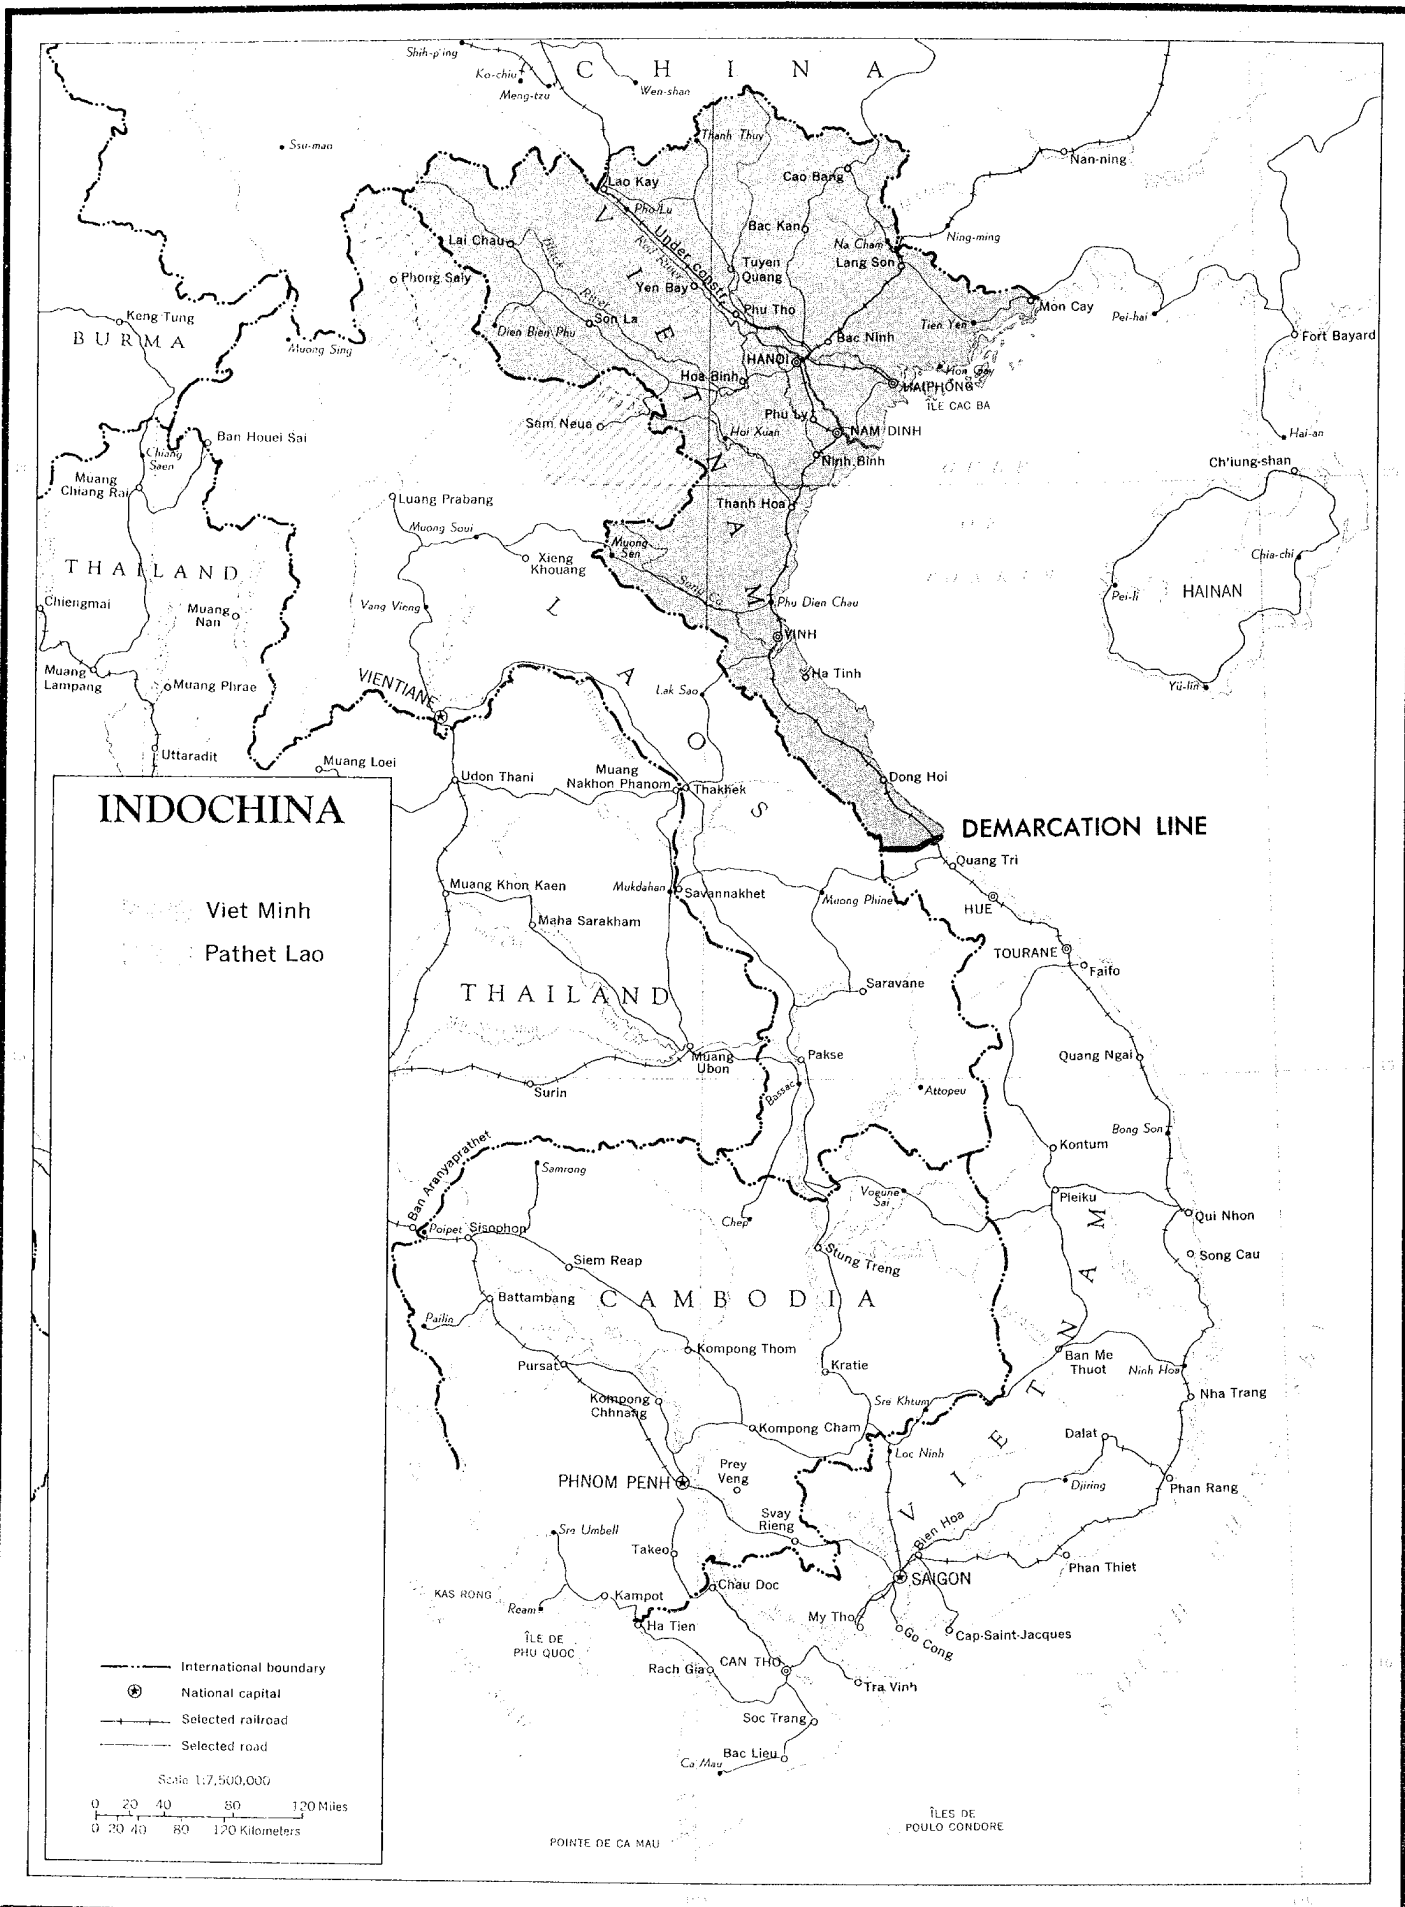 CHINA
Shih-p'ing
Ko-chiu
Meng-tzu
Wen-shan
Ssu-mao
Thanh Thuy
Nan-ning
Cao Bang
Lao Kay
Pho Lu
Bac Kan
Ning-ming
Na Cham
Lang Son
Lai Chau
Black River
Under constr.
Red River
Tuyen
Quang
Yen Bay
Phong Saly
Mon Cay
Pei-hai
Phu Tho
Tien Yen
Keng Tung
BURMA
Son La
Dien Bien Phu
Bac Ninh
Fort Bayard
Muong Sing
HANOI
Hon Gay
HAIPHONG
ÎLE CAC BA
Hoa Binh
Phu Ly
Sam Neua
Hoi Xuan
NAM DINH
Hai-an
Ban Houei Sai
Chiang
Saen
Ninh Binh
Ch'iung-shan
Muang
Chiang Rai
Luang Prabang
Thanh Hoa
Muong Soui
Muong
Sen
Xieng
Khouang
Chia-chi
THAILAND
Song Ca
Pei-li
HAINAN
Chiengmai
Muang
Nan
Vang Vieng
Phu Dien Chau
VINH
VIETNAM
Muang
Lampang
Muang Phrae
VIENTIANE
Lak Sao
Ha Tinh
Yü-lin
LAOS
Uttaradit
Muang Loei
Udon Thani
Muang
Nakhon Phanom
Thakhek
Dong Hoi
INDOCHINA
DEMARCATION LINE
Quang Tri
Viet Minh
Pathet Lao
Muang Khon Kaen
Mukdahan
Savannakhet
Muong Phine
HUE
Maha Sarakham
TOURANE
Faifo
THAILAND
Saravane
Muang
Ubon
Pakse
Quang Ngai
Surin
Bassac
Attopeu
Bong Son
Kontum
Ban Aranyaprathet
Samrong
Vogune
Sai
Pleiku
Chep
Qui Nhon
Poipet
Sisophon
Siem Reap
Stung Treng
Song Cau
Battambang
CAMBODIA
Pailin
Kompong Thom
Kratie
Ban Me
Thuot
Ninh Hoa
Pursat
Kompong
Chhnang
Sre Khtum
Nha Trang
Kompong Cham
Loc Ninh
Dalat
VIET NAM
Prey
Veng
PHNOM PENH
Djiring
Phan Rang
Svay
Rieng
Bien Hoa
Sre Umbell
Takeo
Phan Thiet
SAIGON
Chau Doc
KAS RONG
Ream
Kampot
Ha Tien
My Tho
Go Cong
Cap-Saint-Jacques
ÎLE DE
PHU QUOC
Rach Gia
CAN THO
Tra Vinh
Soc Trang
Bac Lieu
Ca Mau
ÎLES DE
POULO CONDORE
POINTE DE CA MAU
International boundary
National capital
Selected railroad
Selected road
Scale 1:7,500,000
0 20 40 80 120 Miles
0 20 40 80 120 Kilometers